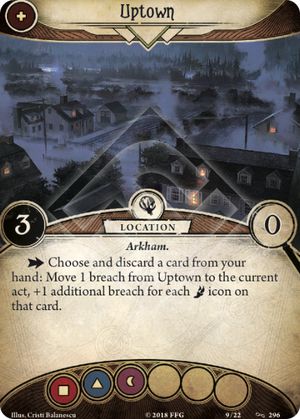 Uptown
3
LOCATION
0
Arkham.
Choose and discard a card from your
hand: Move 1 breach from Uptown to the current
act, +1 additional breach for each icon on
that card.
Illus. Cristi Balanescu
© 2018 FFG
9/22
296